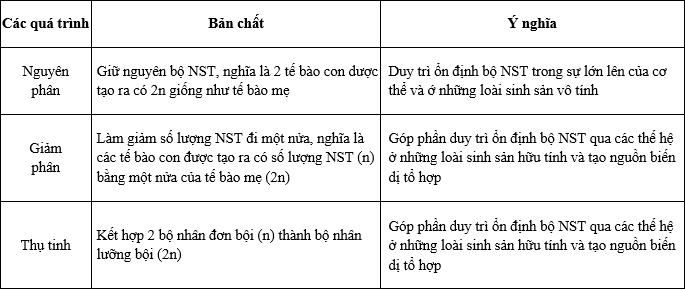 Các quá trình
Bản chất
Ý nghĩa
Nguyên
phân
Giữ nguyên bộ NST, nghĩa là 2 tế bào con được
tạo ra có 2n giống như tế bào mẹ
Duy trì ổn định bộ NST trong sự lớn lên của cơ
thể và ở những loài sinh sản vô tính
Giảm
phân
Làm giảm số lượng NST đi một nửa, nghĩa là
các tế bào con được tạo ra có số lượng NST (n)
bằng một nửa của tế bào mẹ (2n)
Góp phần duy trì ổn định bộ NST qua các thế hệ
ở những loài sinh sản hữu tính và tạo nguồn biến
dị tổ hợp
Thụ tinh
Kết hợp 2 bộ nhân đơn bội (n) thành bộ nhân
lưỡng bội (2n)
Góp phần duy trì ổn định bộ NST qua các thế hệ
ở những loài sinh sản hữu tính và tạo nguồn biến
dị tổ hợp